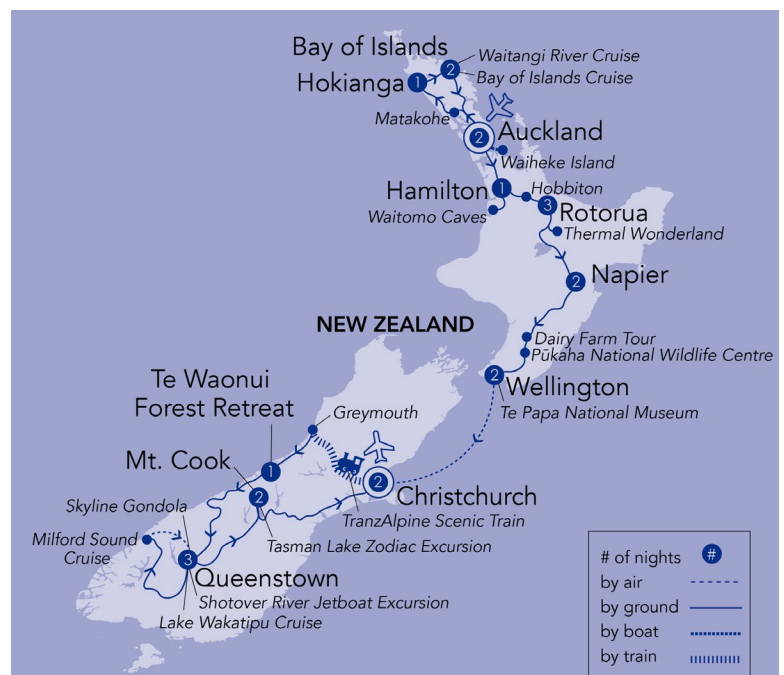 Bay of Islands
2
Waitangi River Cruise
Bay of Islands Cruise
Hokianga
1
Matakohe
2
Auckland
Waiheke Island
Hamilton
1
Hobbiton
Waitomo Caves
3
Rotorua
Thermal Wonderland
2
Napier
NEW ZEALAND
Dairy Farm Tour
Pūkaha National Wildlife Centre
2
Wellington
Te Papa National Museum
Te Waonui
Forest Retreat
Greymouth
1
Mt. Cook
2
2
Christchurch
TranzAlpine Scenic Train
Skyline Gondola
Tasman Lake Zodiac Excursion
Milford Sound
Cruise
3
Queenstown
Shotover River Jetboat Excursion
Lake Wakatipu Cruise
# of nights #
by air
by ground
by boat
by train